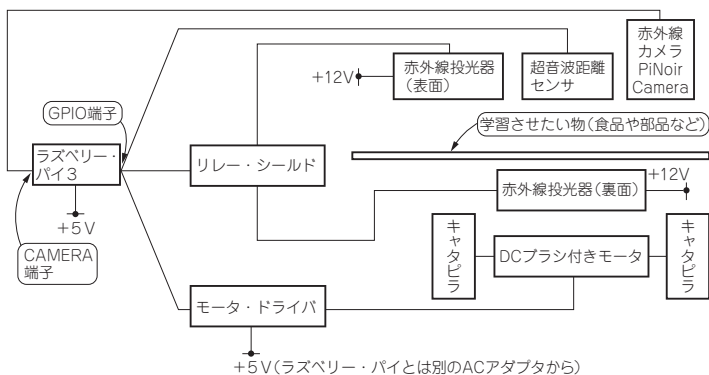 赤外線
カメラ
PiNoir
Camera
赤外線投光器
(表面)
超音波距離
センサ
+12V
GPIO端子
学習させたい物(食品や部品など)
ラズベリー・
パイ3
リレー・シールド
+12V
赤外線投光器(裏面)
+5V
CAMERA
端子
キャタピラ
DCブラシ付きモータ
キャタピラ
モータ・ドライバ
+5V(ラズベリー・パイとは別のACアダプタから)